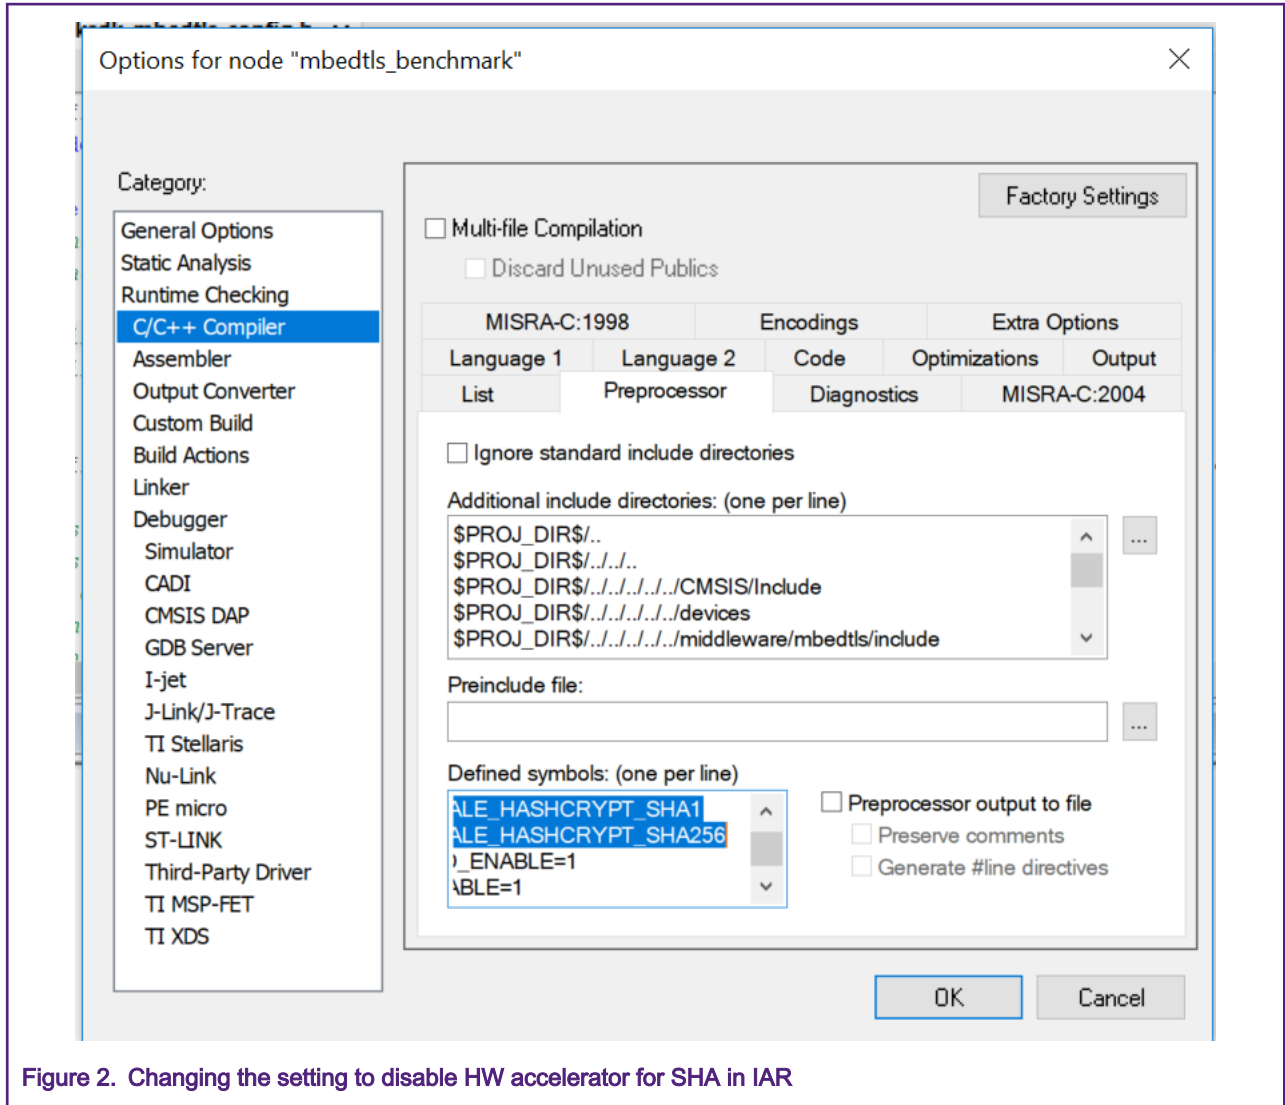 Options for node "mbedtls_benchmark"
Category:
General Options
Static Analysis
Runtime Checking
C/C++ Compiler
Assembler
Output Converter
Custom Build
Build Actions
Linker
Debugger
Simulator
CADI
CMSIS DAP
GDB Server
I-jet
J-Link/J-Trace
TI Stellaris
Nu-Link
PE micro
ST-LINK
Third-Party Driver
TI MSP-FET
TI XDS
Factory Settings
Multi-file Compilation
Discard Unused Publics
MISRA-C:1998 Encodings Extra Options
Language 1 Language 2 Code Optimizations Output
List Preprocessor Diagnostics MISRA-C:2004
Ignore standard include directories
Additional include directories: (one per line)
$PROJ_DIR$/..
$PROJ_DIR$/../../..
$PROJ_DIR$/../../../../../../CMSIS/Include
$PROJ_DIR$/../../../../../../devices
$PROJ_DIR$/../../../../../../middleware/mbedtls/include
...
Preinclude file:
...
Defined symbols: (one per line)
ALE_HASHCRYPT_SHA1
ALE_HASHCRYPT_SHA256
_ENABLE=1
ABLE=1
Preprocessor output to file
Preserve comments
Generate #line directives
OK Cancel
Figure 2. Changing the setting to disable HW accelerator for SHA in IAR